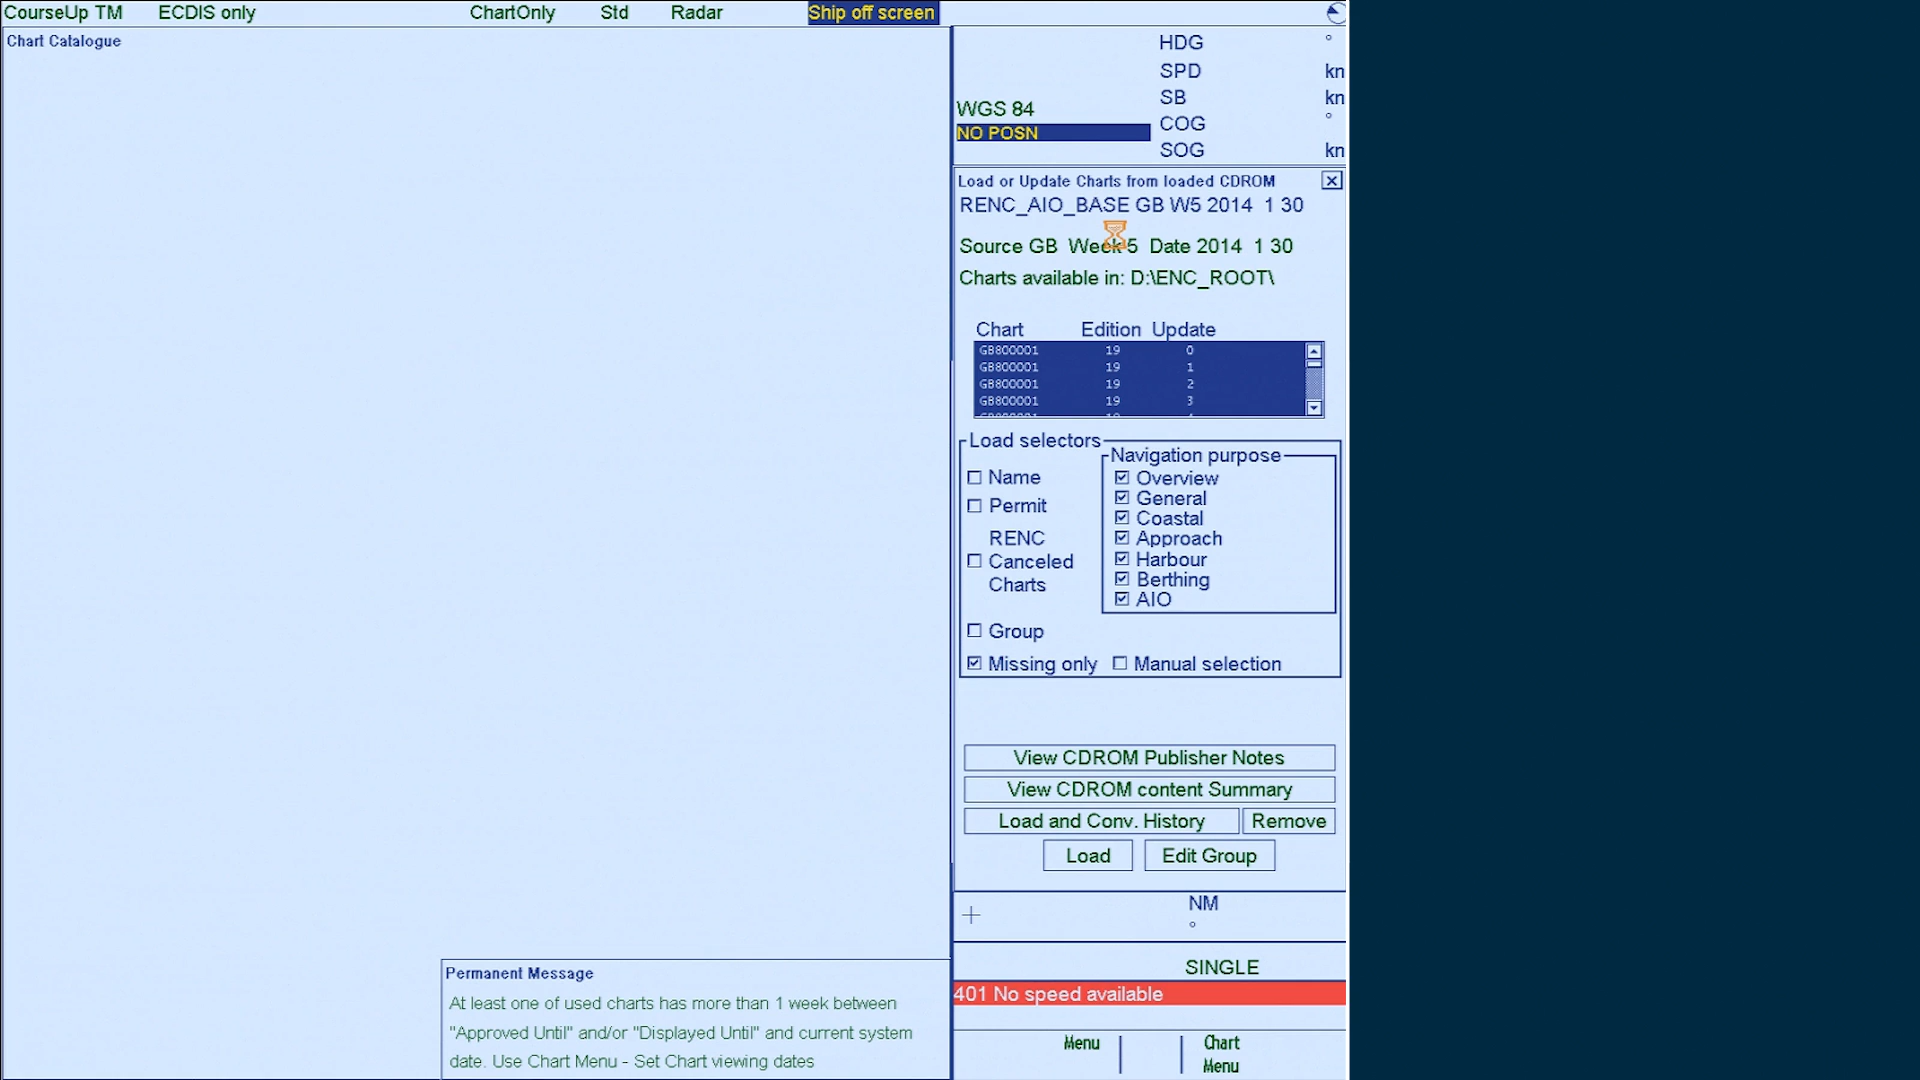 CourseUp TM ECDIS only ChartOnly Std Radar Ship off screen
Chart Catalogue
HDG °
SPD kn
SB kn
WGS 84
NO POSN
COG °
SOG kn
Load or Update Charts from loaded CDROM
RENC_AIO_BASE GB W5 2014 1 30
Source GB Week 5 Date 2014 1 30
Charts available in: D:\ENC_ROOT\
Chart Edition Update
GB800001 19 0
GB800001 19 1
GB800001 19 2
GB800001 19 3
Load selectors
Navigation purpose
Name
Permit
RENC
Canceled
Charts
Overview
General
Coastal
Approach
Harbour
Berthing
AIO
Group
Missing only Manual selection
View CDROM Publisher Notes
View CDROM content Summary
Load and Conv. History Remove
Load Edit Group
NM
°
SINGLE
401 No speed available
Menu Chart
Menu
Permanent Message
At least one of used charts has more than 1 week between
"Approved Until" and/or "Displayed Until" and current system
date. Use Chart Menu - Set Chart viewing dates